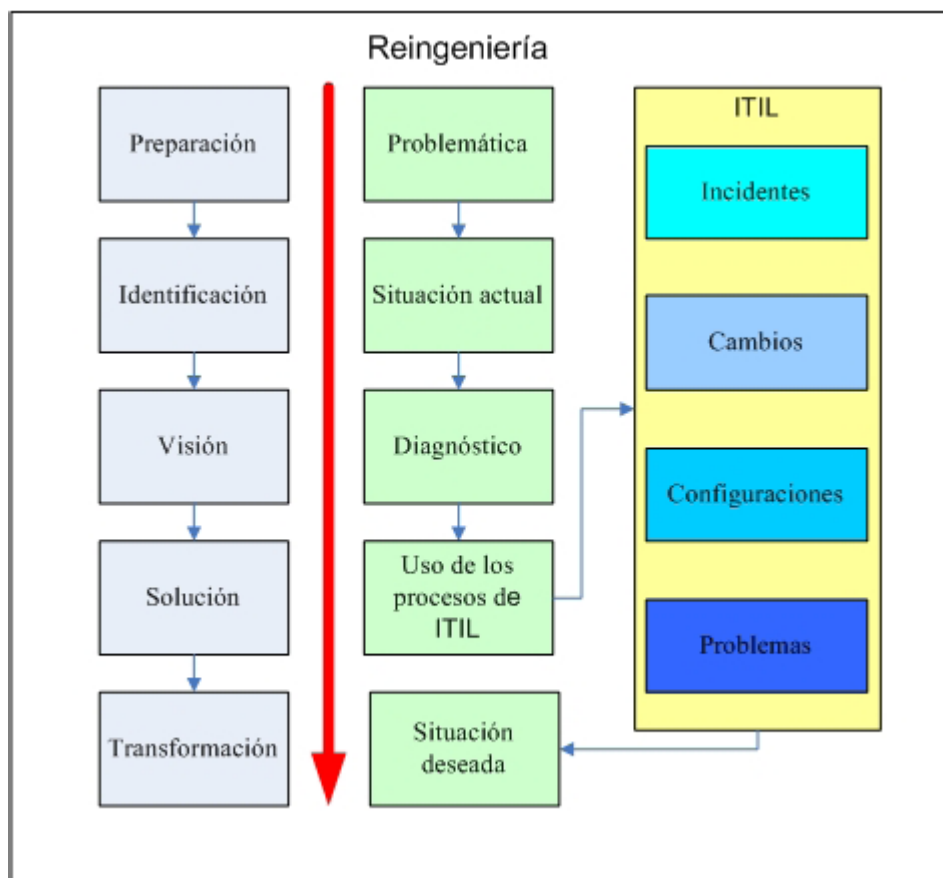 Reingeniería
Preparación
Identificación
Visión
Solución
Transformación
Problemática
Situación actual
Diagnóstico
Uso de los
procesos de
ITIL
Situación
deseada
ITIL
Incidentes
Cambios
Configuraciones
Problemas